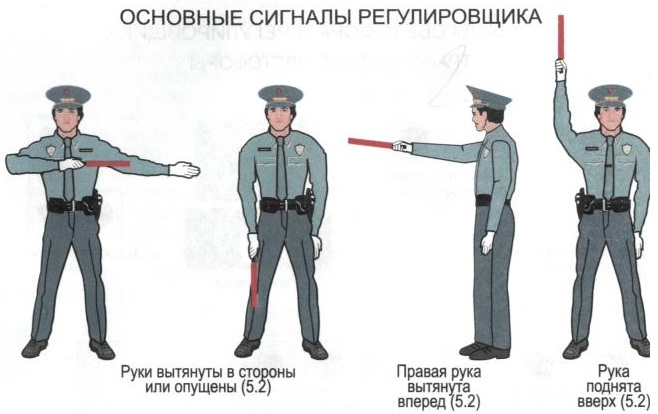 ОСНОВНЫЕ СИГНАЛЫ РЕГУЛИРОВЩИКА
Руки вытянуты в стороны
или опущены (5.2)
Правая рука
вытянута
вперед (5.2)
Рука
поднята
вверх (5.2)